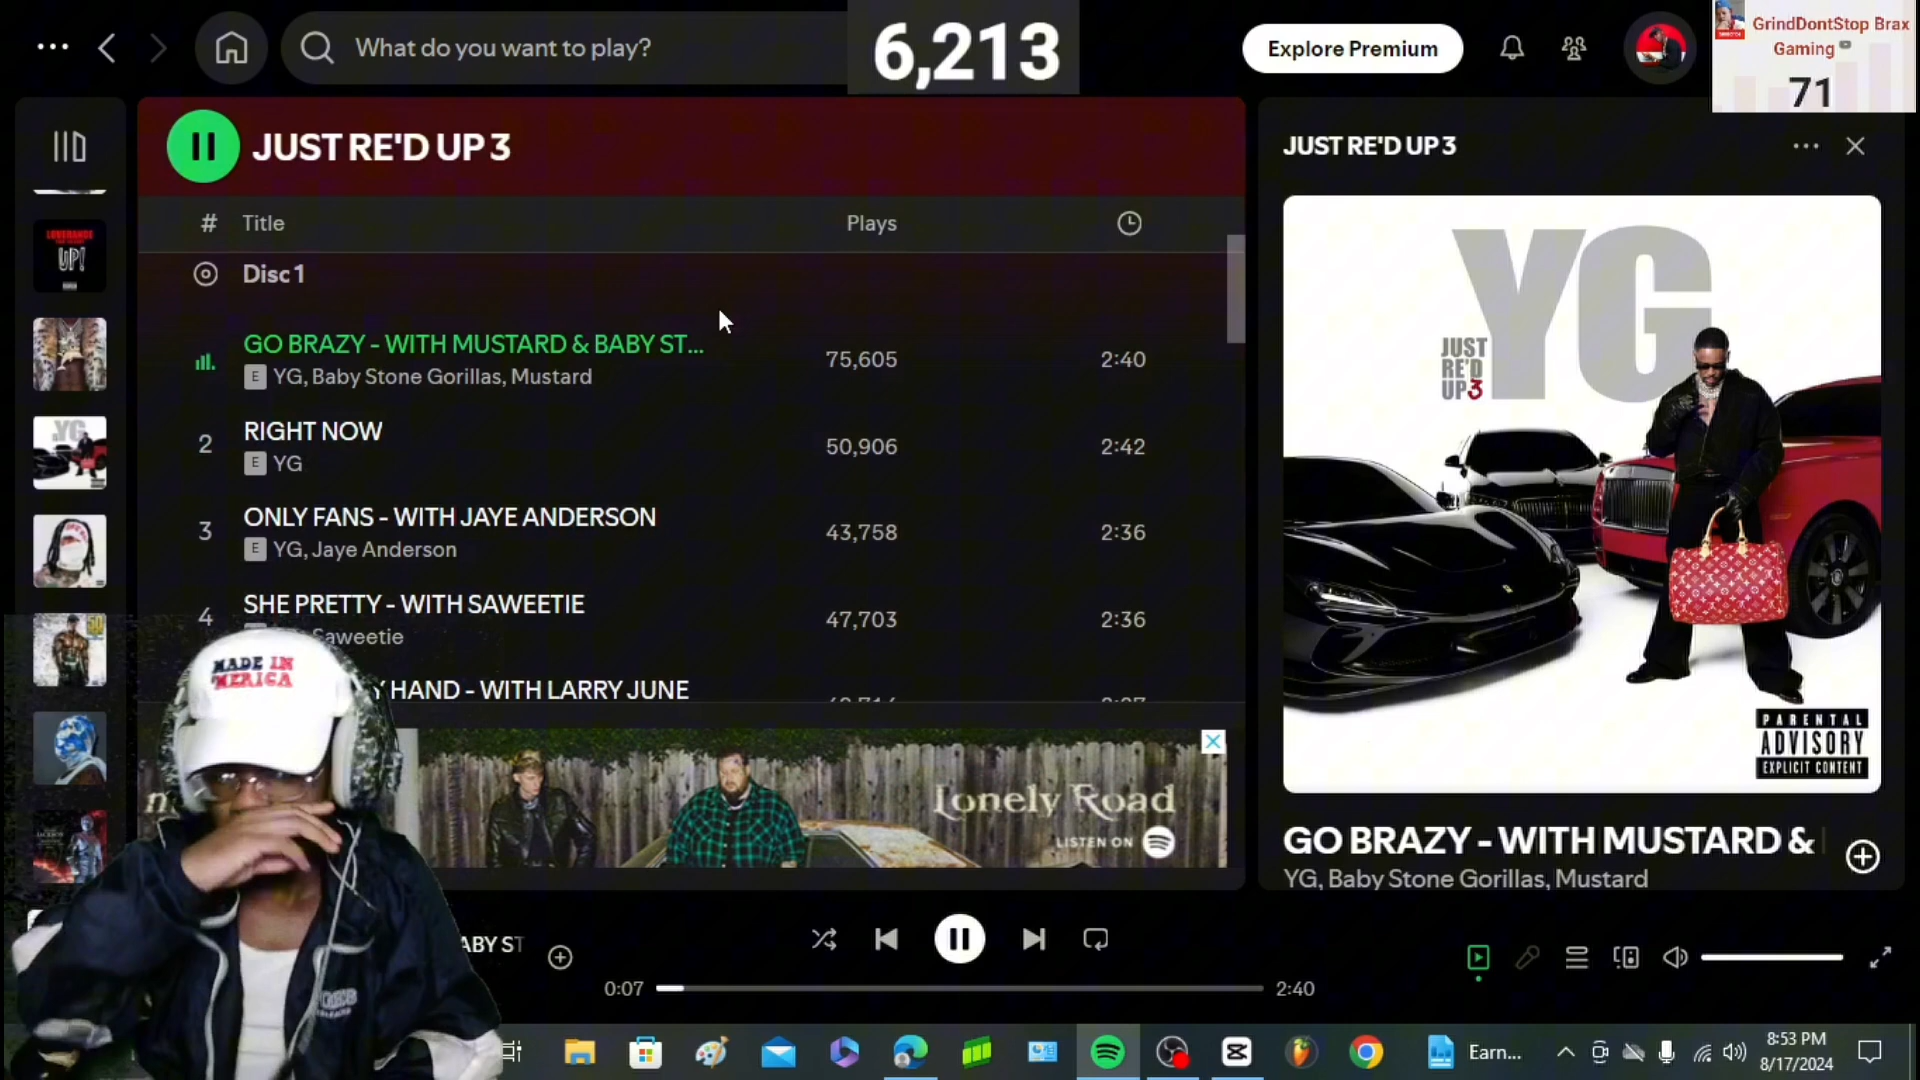 What do you want to play?
6,213
Explore Premium
GrindDontStop Brax
Gaming
71
JUST RE'D UP 3
# Title Plays
Disc 1
GO BRAZY - WITH MUSTARD & BABY ST...
E YG, Baby Stone Gorillas, Mustard
75,605 2:40
2 RIGHT NOW
E YG
50,906 2:42
3 ONLY FANS - WITH JAYE ANDERSON
E YG, Jaye Anderson
43,758 2:36
4 SHE PRETTY - WITH SAWEETIE
Saweetie
47,703 2:36
HAND - WITH LARRY JUNE
JUST RE'D UP 3
YG
JUST
RE'D
UP3
PARENTAL
ADVISORY
EXPLICIT CONTENT
GO BRAZY - WITH MUSTARD &
YG, Baby Stone Gorillas, Mustard
LOVERANCE
UP!
YG
50
MADE IN
'MERICA
Lonely Road
LISTEN ON
ABY ST
0:07 2:40
Earn...
8:53 PM
8/17/2024